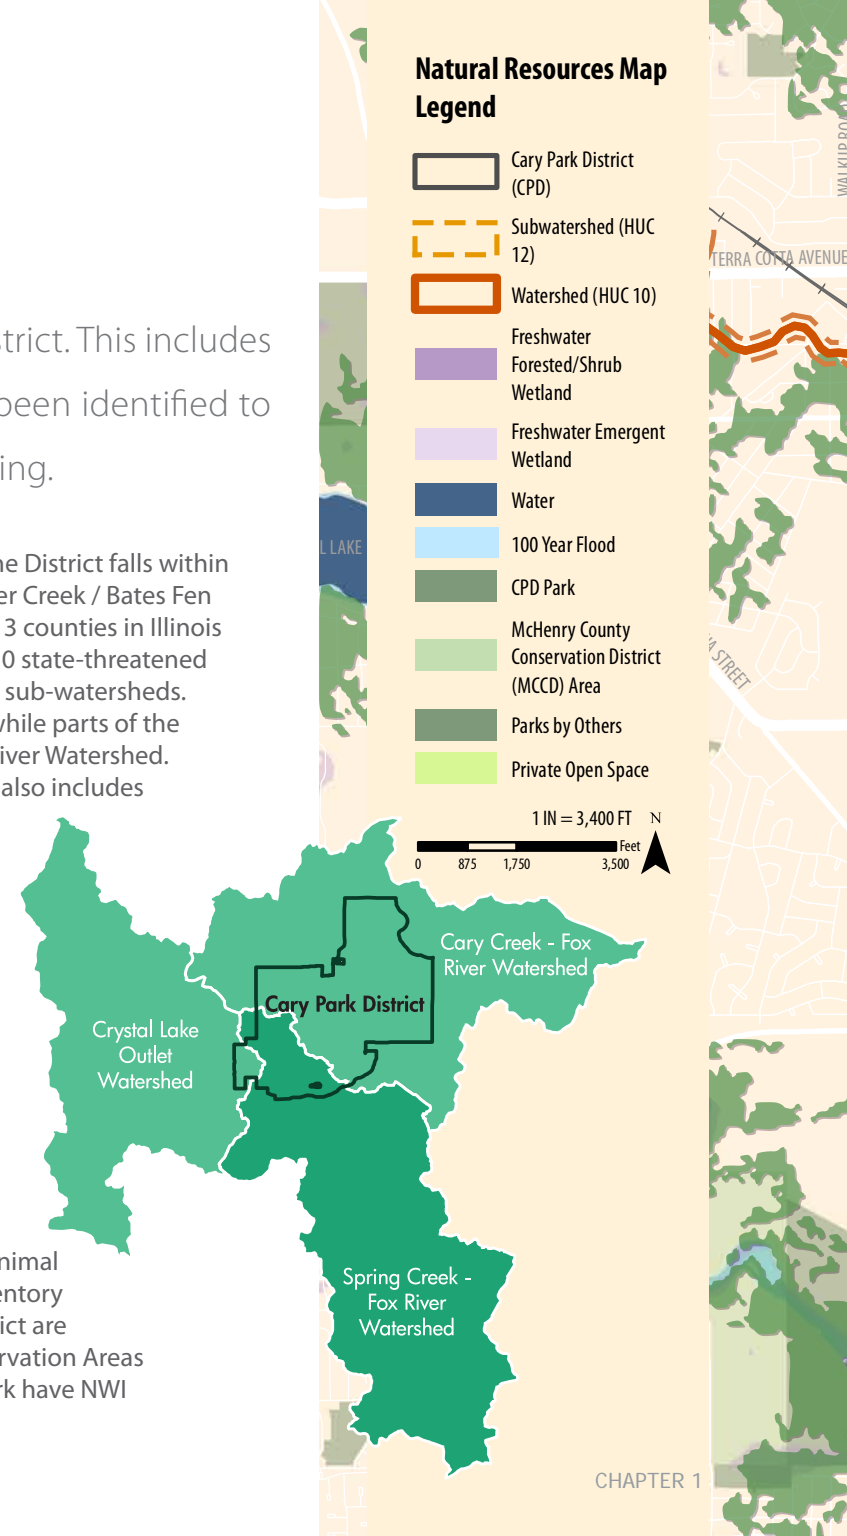 Natural Resources Map
Legend
Cary Park District
(CPD)
Subwatershed (HUC
12)
Watershed (HUC 10)
Freshwater
Forested/Shrub
Wetland
Freshwater Emergent
Wetland
Water
100 Year Flood
CPD Park
McHenry County
Conservation District
(MCCD) Area
Parks by Others
Private Open Space
1 IN = 3,400 FT N
Feet
0 875 1,750 3,500
WALKUP ROAD
TERRA COTTA AVENUE
L LAKE
STREET
strict. This includes
been identified to
ing.
ne District falls within
er Creek / Bates Fen
3 counties in Illinois
0 state-threatened
sub-watersheds.
while parts of the
iver Watershed.
also includes
Cary Creek - Fox
River Watershed
Cary Park District
Crystal Lake
Outlet
Watershed
Spring Creek -
Fox River
Watershed
nimal
entory
ict are
ervation Areas
rk have NWI
CHAPTER 1